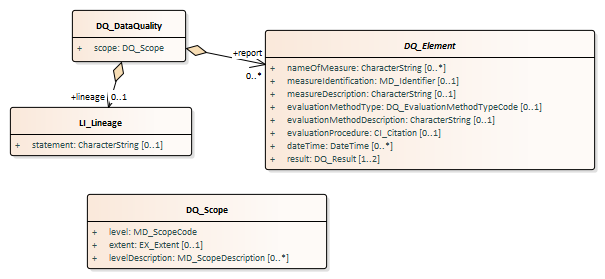 DQ_DataQuality
+ scope: DQ_Scope
+report
0..*
DQ_Element
+ nameOfMeasure: CharacterString [0..*]
+ measureIdentification: MD_Identifier [0..1]
+ measureDescription: CharacterString [0..1]
+ evaluationMethodType: DQ_EvaluationMethodTypeCode [0..1]
+ evaluationMethodDescription: CharacterString [0..1]
+ evaluationProcedure: CI_Citation [0..1]
+ dateTime: DateTime [0..*]
+ result: DQ_Result [1..2]
+lineage 0..1
LI_Lineage
+ statement: CharacterString [0..1]
DQ_Scope
+ level: MD_ScopeCode
+ extent: EX_Extent [0..1]
+ levelDescription: MD_ScopeDescription [0..*]